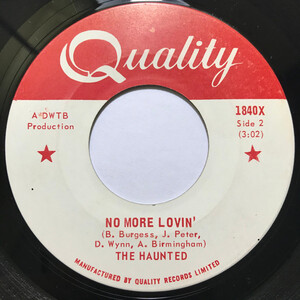 Quality
A DWTB
Production
1840X
Side 2
(3:02)
NO MORE LOVIN'
(B. Burgess, J. Peter,
D. Wynn, A. Birmingham)
THE HAUNTED
MANUFACTURED BY QUALITY RECORDS LIMITED